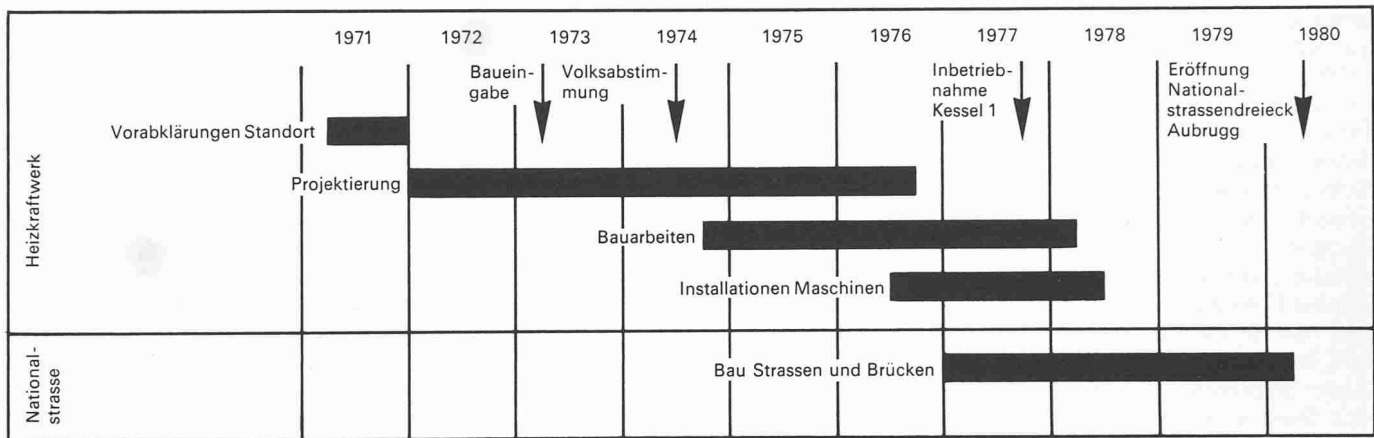 1971 1972 1973 1974 1975 1976 1977 1978 1979 1980
Bauein-
gabe
Volksabstim-
mung
Inbetrieb-
nahme
Kessel 1
Eröffnung
National-
strassendreieck
Aubrugg
Heizkraftwerk
Vorabklärungen Standort
Projektierung
Bauarbeiten
Installationen Maschinen
National-
strasse
Bau Strassen und Brücken